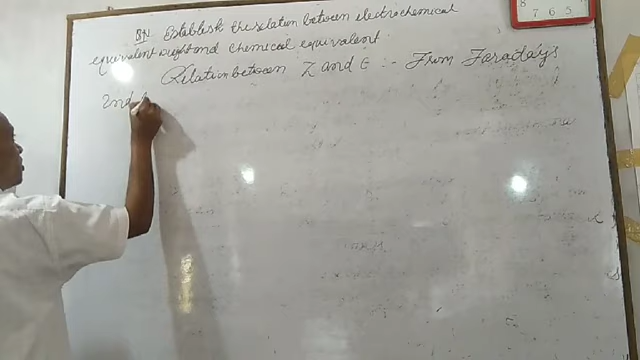 QN. Establish the relation between electrochemical
equivalent and chemical equivalent.
Relation between Z and E :- From Faraday's
2nd
8 7 6 5